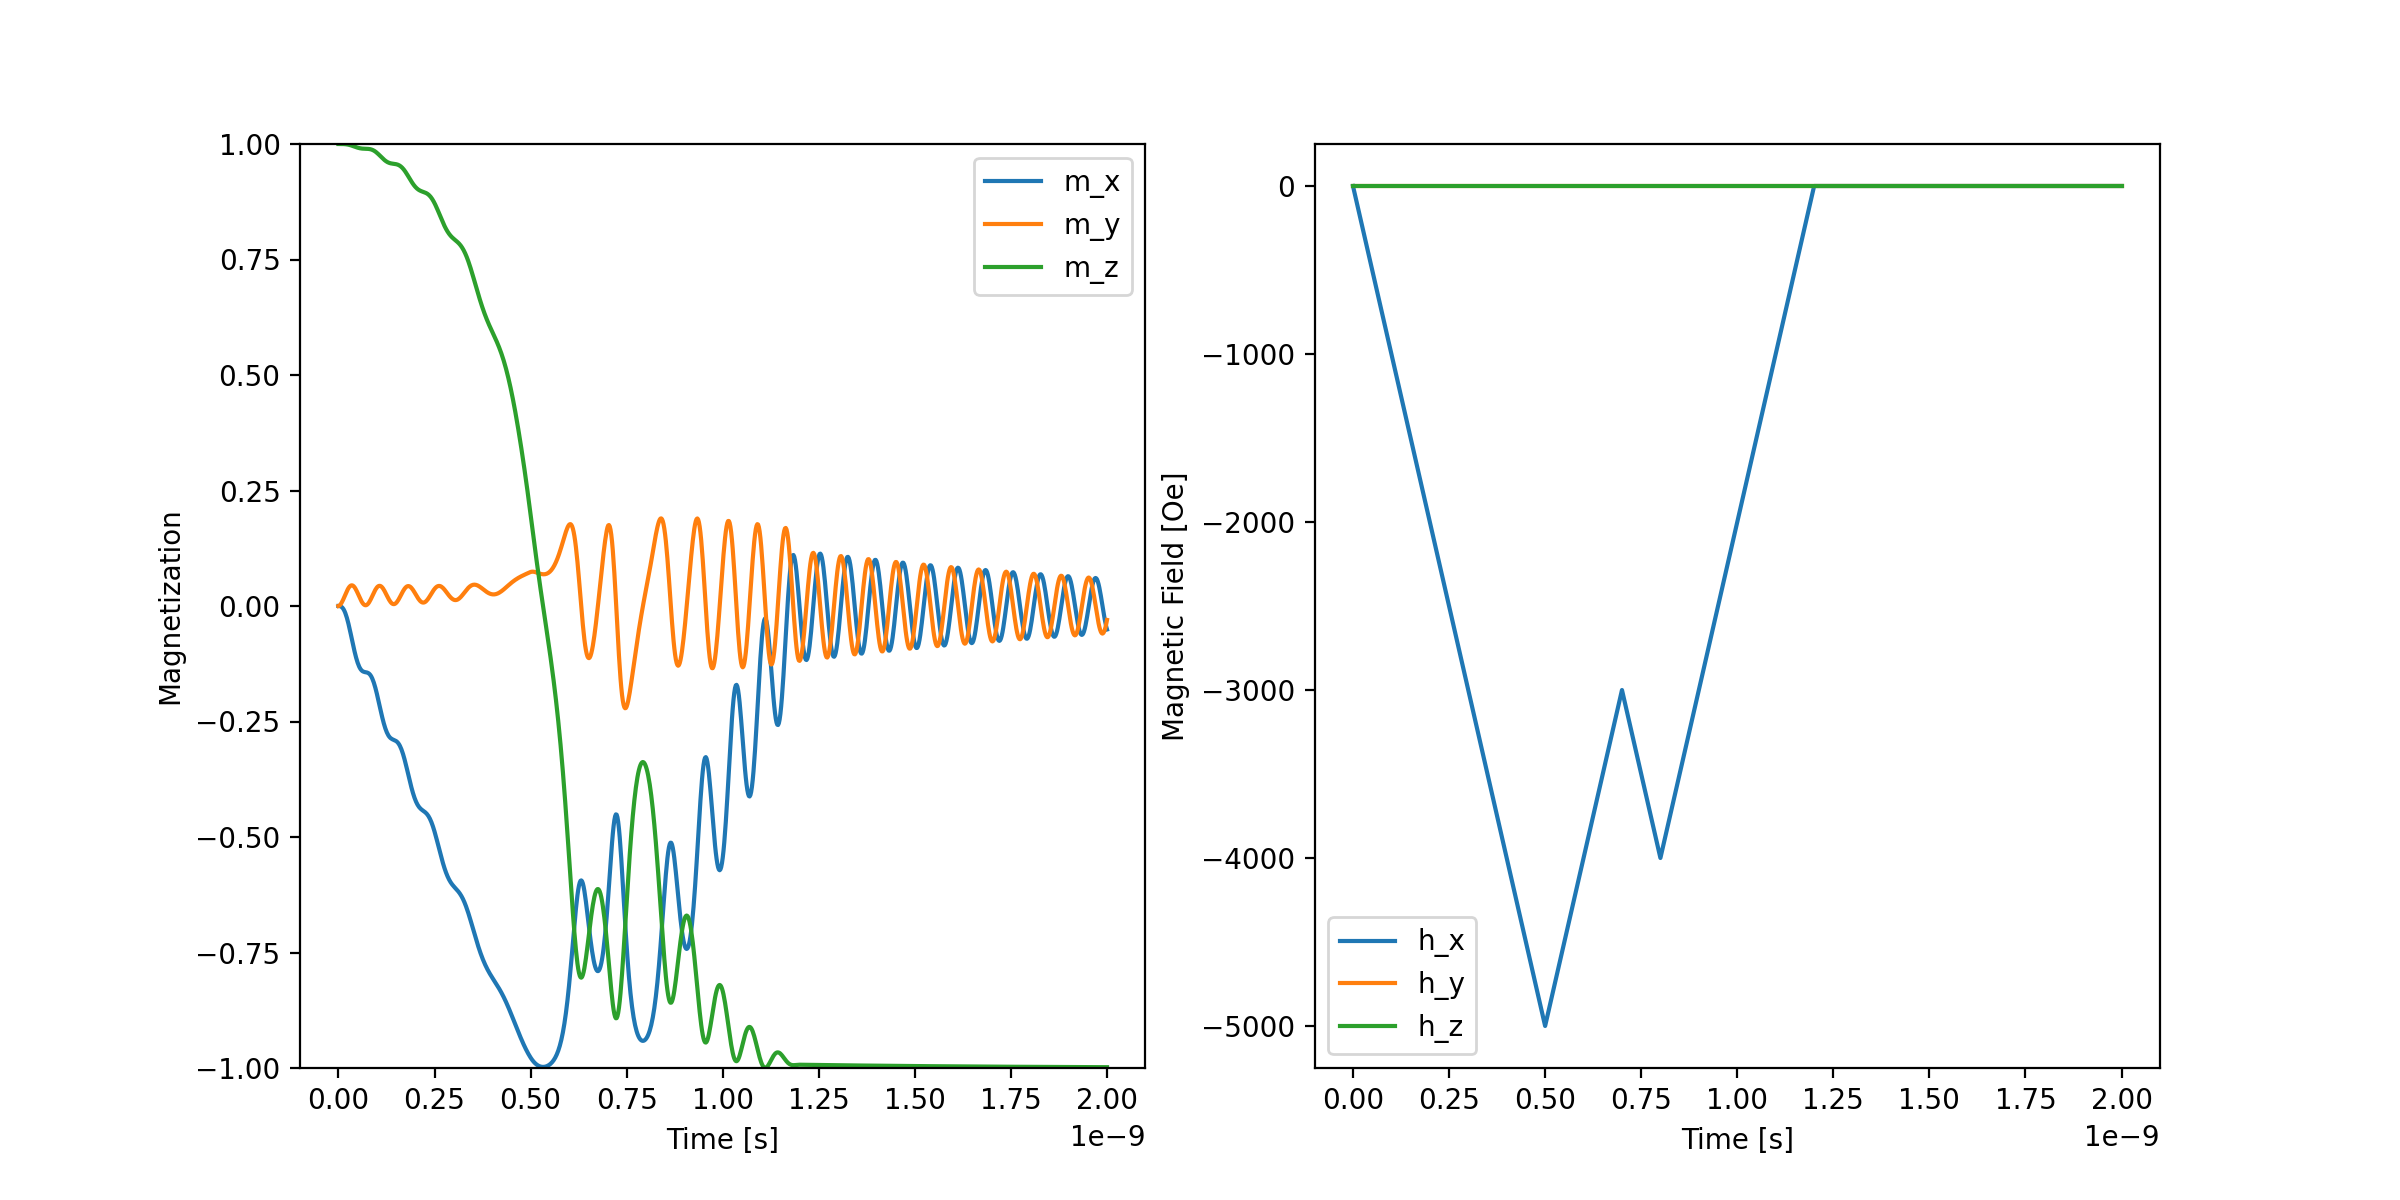 1.00
0.75
0.50
0.25
0.00
−0.25
−0.50
−0.75
−1.00
Magnetization
m_x
m_y
m_z
0.00 0.25 0.50 0.75 1.00 1.25 1.50 1.75 2.00
Time [s]
1e−9
0
−1000
−2000
−3000
−4000
−5000
Magnetic Field [Oe]
h_x
h_y
h_z
0.00 0.25 0.50 0.75 1.00 1.25 1.50 1.75 2.00
Time [s]
1e−9